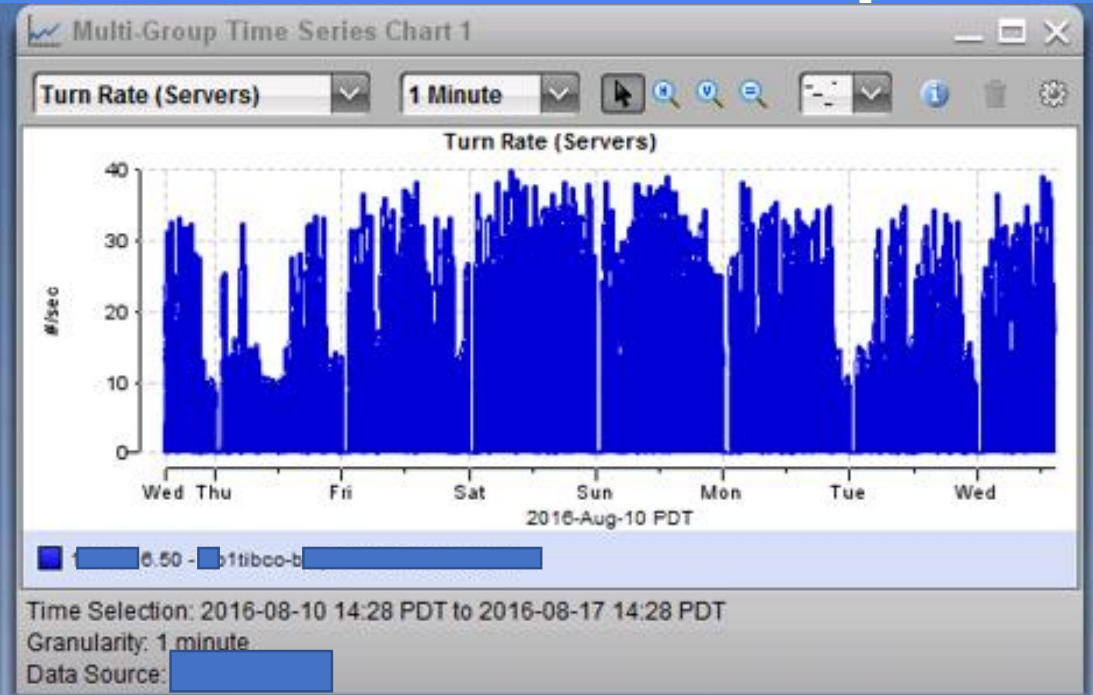 Multi-Group Time Series Chart 1
Turn Rate (Servers) 1 Minute
Turn Rate (Servers)
40
30
20
10
0
#/sec
Wed Thu Fri Sat Sun Mon Tue Wed
2016-Aug-10 PDT
6.50 - 1tibco-b
Time Selection: 2016-08-10 14:28 PDT to 2016-08-17 14:28 PDT
Granularity: 1 minute
Data Source: